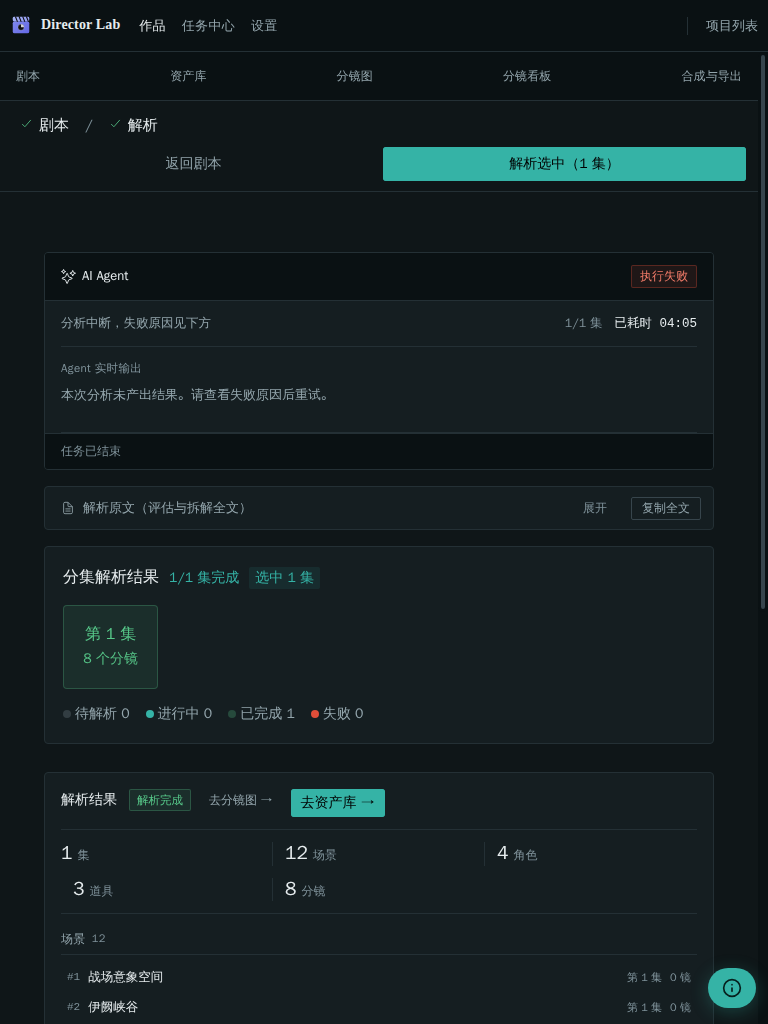 Director Lab 作品 任务中心 设置 项目列表
剧本 资产库 分镜图 分镜看板 合成与导出
剧本 / 解析
返回剧本 解析选中（1 集）
AI Agent 执行失败
分析中断，失败原因见下方 1/1 集 已耗时 04:05
Agent 实时输出
本次分析未产出结果。请查看失败原因后重试。
任务已结束
解析原文（评估与拆解全文） 展开 复制全文
分集解析结果 1/1 集完成 选中 1 集
第 1 集
8 个分镜
待解析 0 进行中 0 已完成 1 失败 0
解析结果 解析完成 去分镜图 → 去资产库 →
1 集 12 场景 4 角色
3 道具 8 分镜
场景 12
#1 战场意象空间 第 1 集 0 镜
#2 伊阙峡谷 第 1 集 0 镜